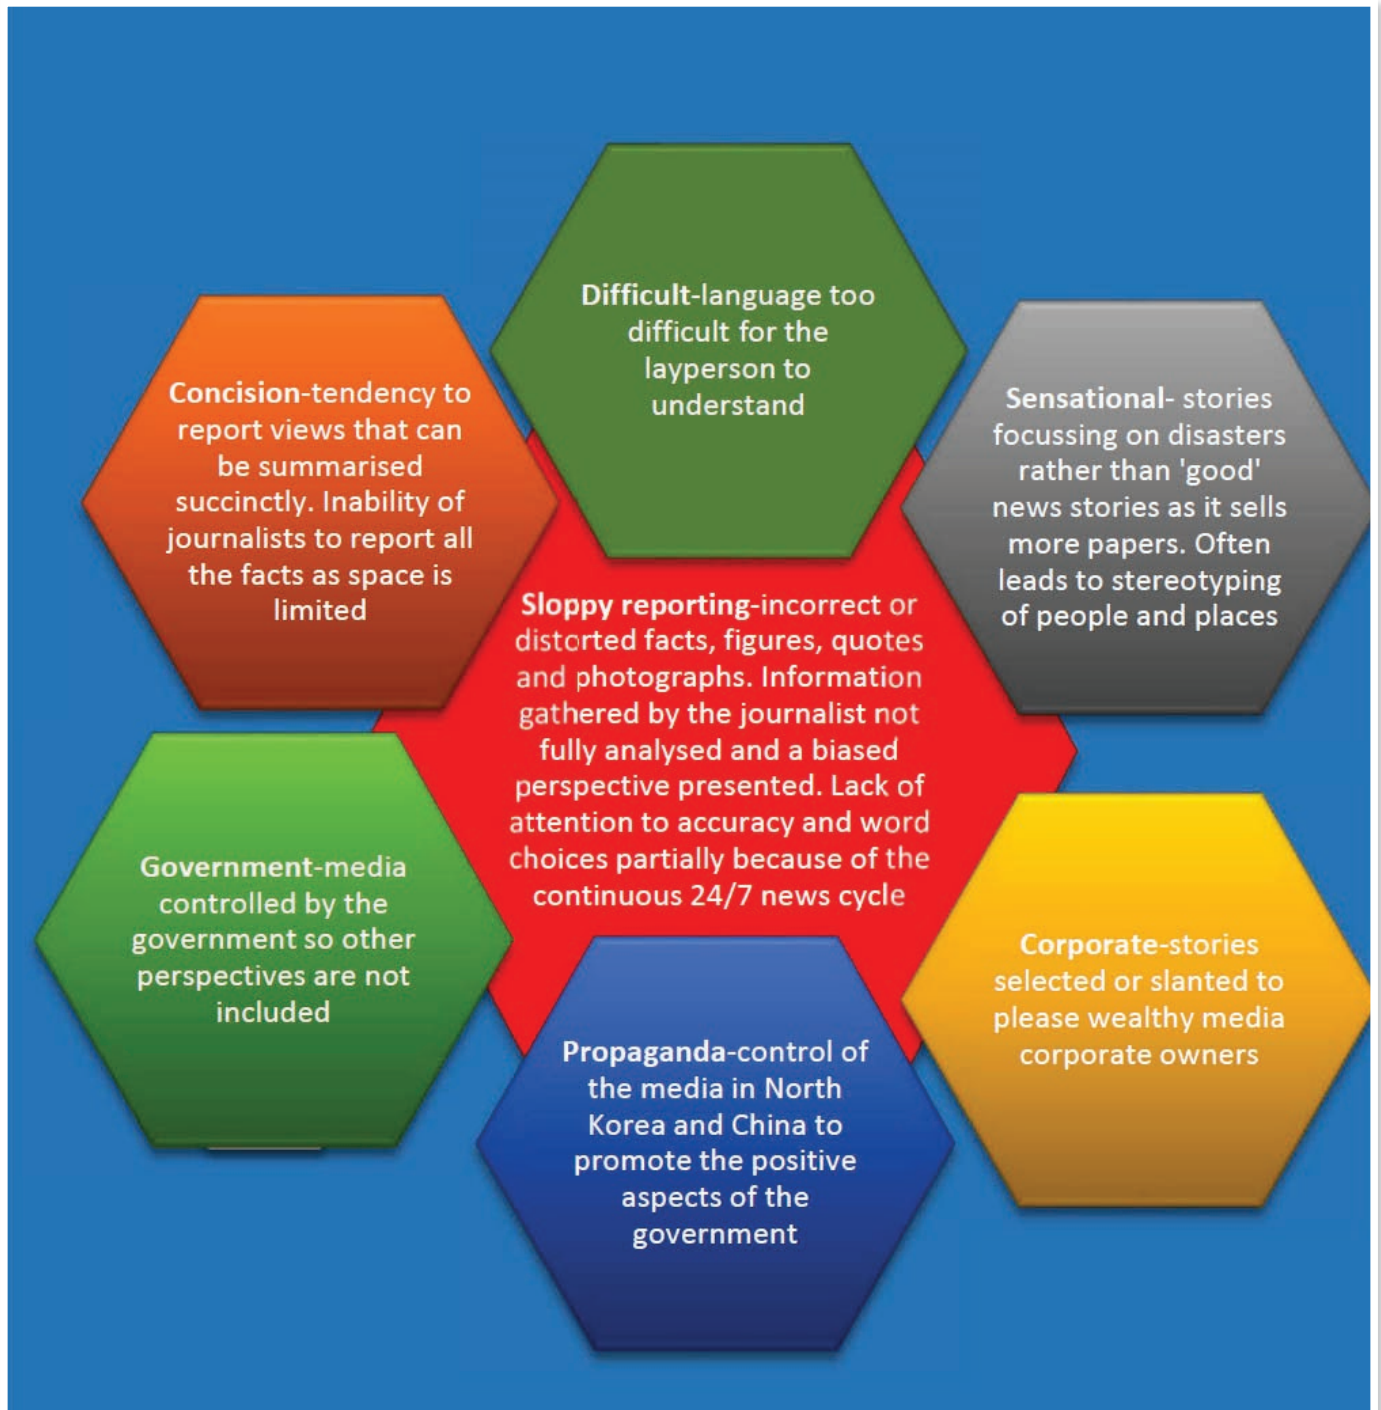 Difficult-language too
difficult for the
layperson to
understand
Concision-tendency to
report views that can
be summarised
succinctly. Inability of
journalists to report all
the facts as space is
limited
Sensational- stories
focussing on disasters
rather than 'good'
news stories as it sells
more papers. Often
leads to stereotyping
of people and places
Sloppy reporting-incorrect or
distorted facts, figures, quotes
and photographs. Information
gathered by the journalist not
fully analysed and a biased
perspective presented. Lack of
attention to accuracy and word
choices partially because of the
continuous 24/7 news cycle
Government-media
controlled by the
government so other
perspectives are not
included
Corporate-stories
selected or slanted to
please wealthy media
corporate owners
Propaganda-control of
the media in North
Korea and China to
promote the positive
aspects of the
government